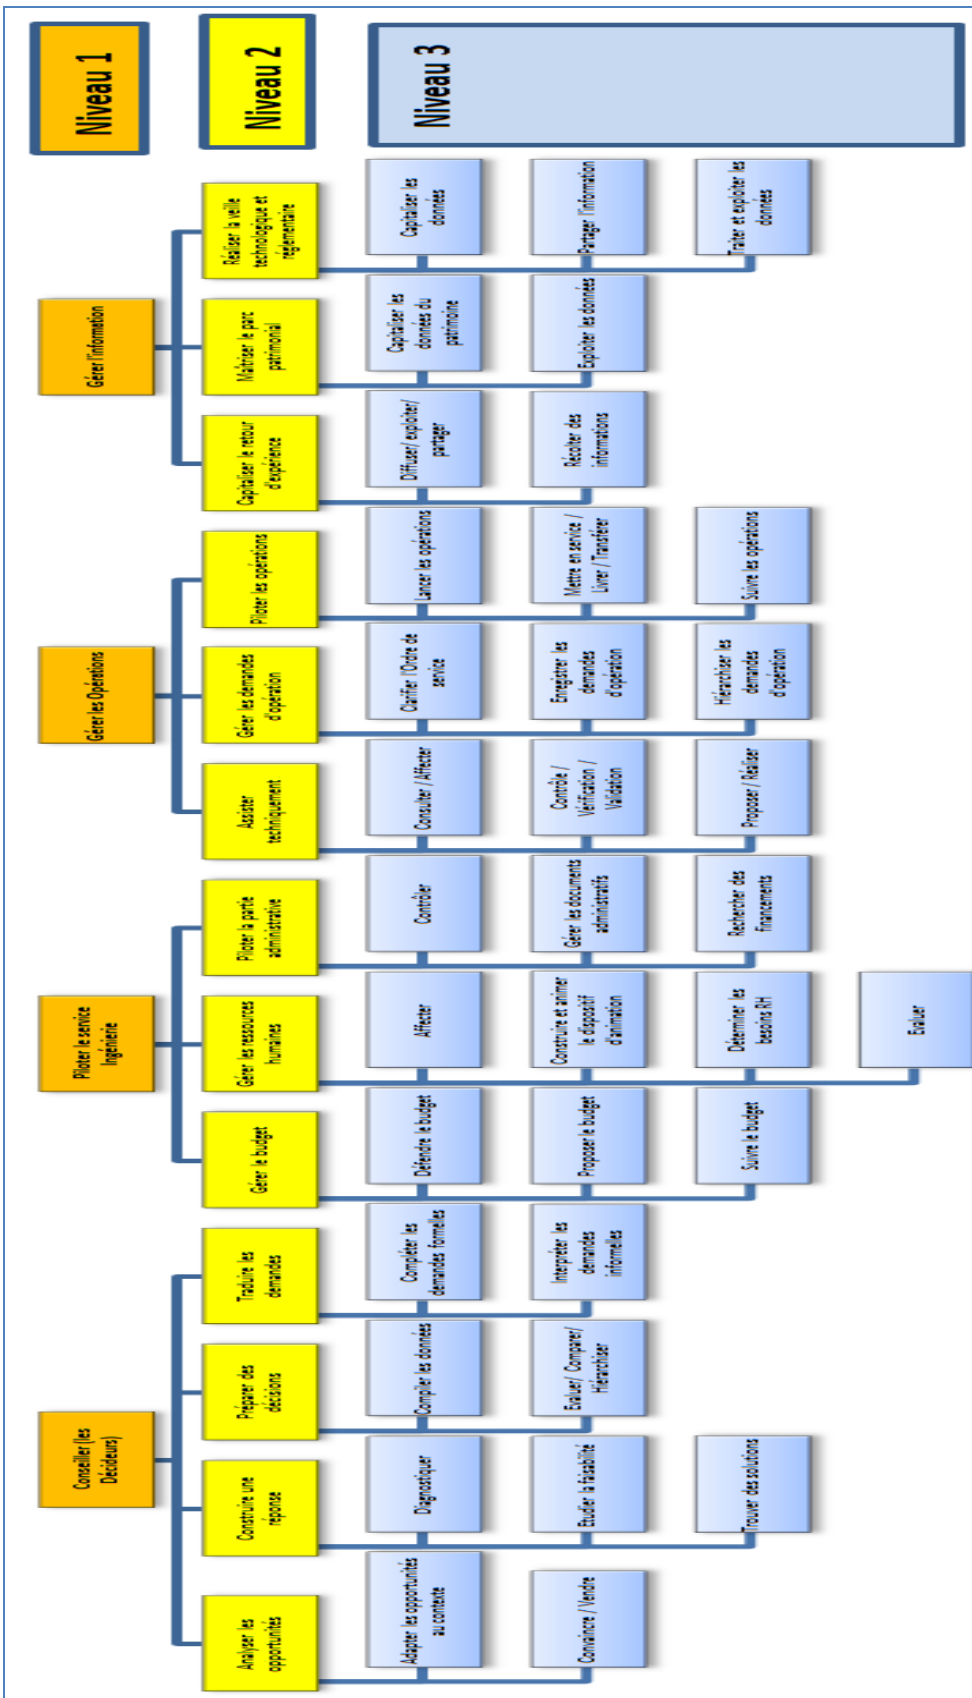 Niveau 1
Niveau 2
Niveau 3
Conseiller (les
Décideurs)
Piloter le service
Ingénierie
Gérer les Opérations
Gérer l'information
Analyser les
opportunités
Construire une
réponse
Préparer des
décisions
Traduire les
demandes
Gérer le budget
Gérer les ressources
humaines
Piloter la partie
administrative
Assister
techniquement
Gérer les demandes
d'opération
Piloter les opérations
Capitaliser le retour
d'expérience
Maîtriser le parc
patrimonial
Réaliser la veille
technologique et
réglementaire
Adapter les opportunités
au contexte
Diagnostiquer
Compiler les données
Compléter les
demandes formelles
Défendre le budget
Affecter
Contrôler
Consulter / Affecter
Clarifier l'Ordre de
service
Lancer les opérations
Diffuser/ exploiter/
partager
Capitaliser les
données du
patrimoine
Capitaliser les
données
Convaincre / Vendre
Etudier la faisabilité
Evaluer/ Comparer/
Hiérarchiser
Interpréter les
demandes
informelles
Proposer le budget
Construire et animer
le dispositif
d'animation
Gérer les documents
administratifs
Contrôle /
Vérification /
Validation
Enregistrer les
demandes
d'opération
Mettre en service /
Livrer / Transférer
Récolter des
informations
Exploiter les données
Partager l'information
Trouver des solutions
Suivre le budget
Déterminer les
besoins RH
Rechercher des
financements
Proposer / Réaliser
Hiérarchiser les
demandes
d'opération
Suivre les opérations
Traiter et exploiter les
données
Evaluer